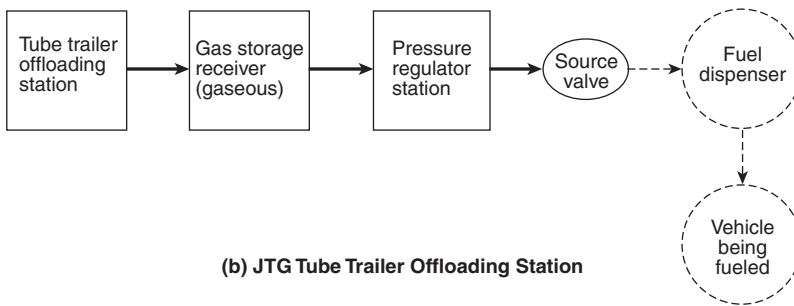 Tube trailer
offloading
station
Gas storage
receiver
(gaseous)
Pressure
regulator
station
Source
valve
Fuel
dispenser
Vehicle
being
fueled
(b) JTG Tube Trailer Offloading Station